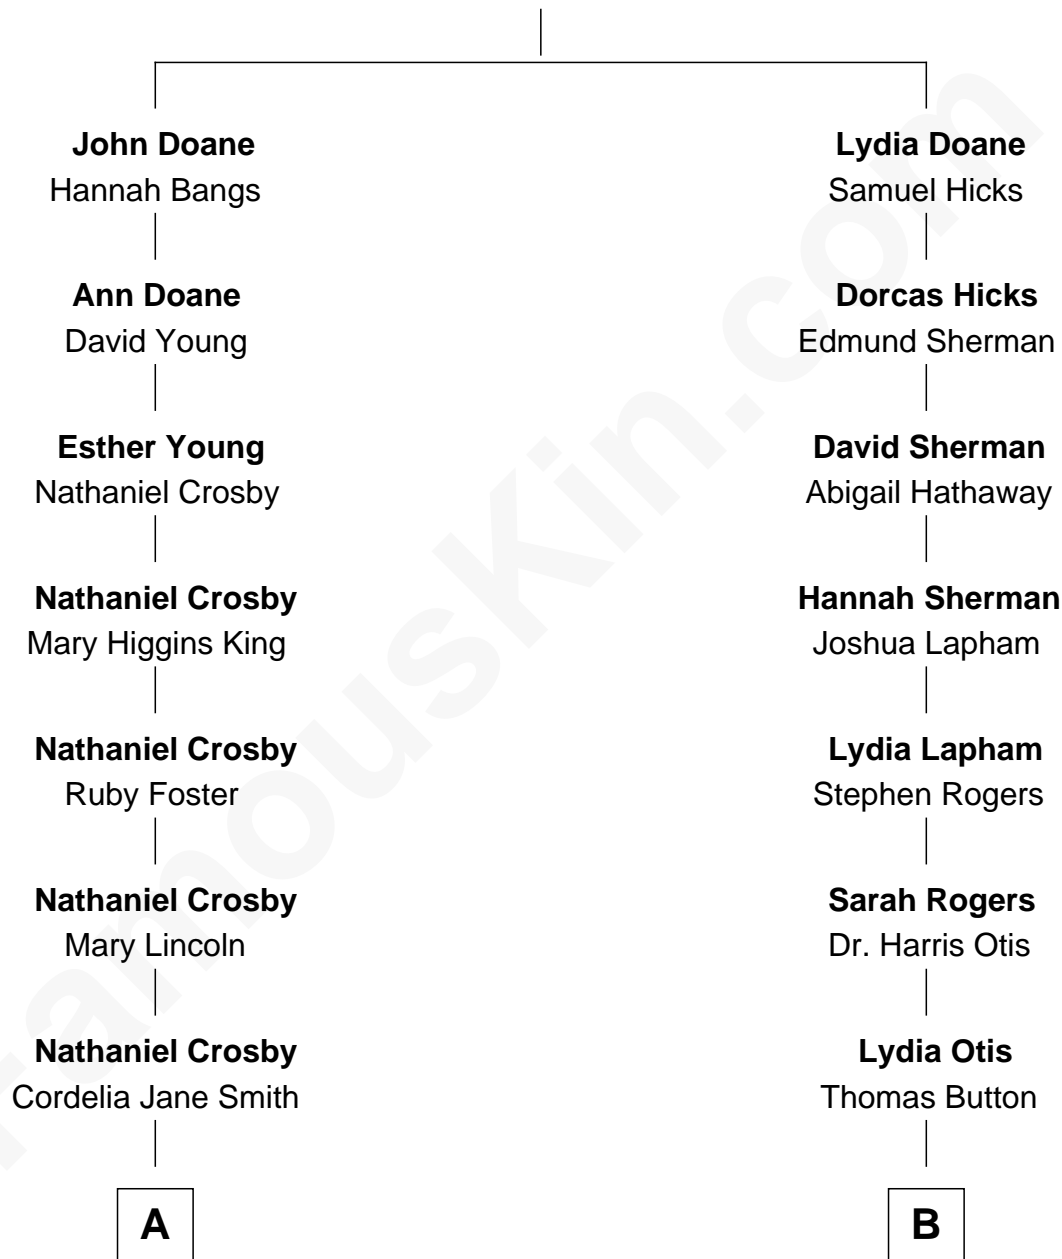 John Doane
Hannah Bangs
Lydia Doane
Samuel Hicks
Ann Doane
David Young
Dorcas Hicks
Edmund Sherman
Esther Young
Nathaniel Crosby
David Sherman
Abigail Hathaway
Nathaniel Crosby
Mary Higgins King
Hannah Sherman
Joshua Lapham
Nathaniel Crosby
Ruby Foster
Lydia Lapham
Stephen Rogers
Nathaniel Crosby
Mary Lincoln
Sarah Rogers
Dr. Harris Otis
Nathaniel Crosby
Cordelia Jane Smith
Lydia Otis
Thomas Button
A
B
FamousKin.com